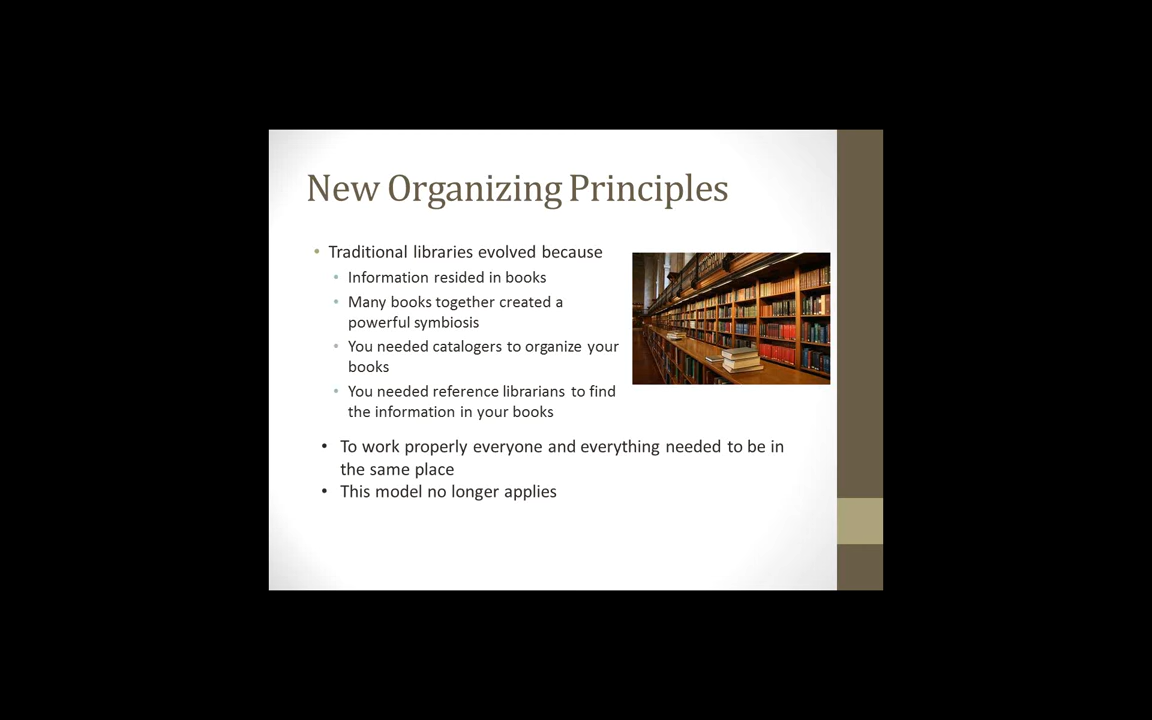 New Organizing Principles
• Traditional libraries evolved because
• Information resided in books
• Many books together created a
powerful symbiosis
• You needed catalogers to organize your
books
• You needed reference librarians to find
the information in your books
• To work properly everyone and everything needed to be in
the same place
• This model no longer applies